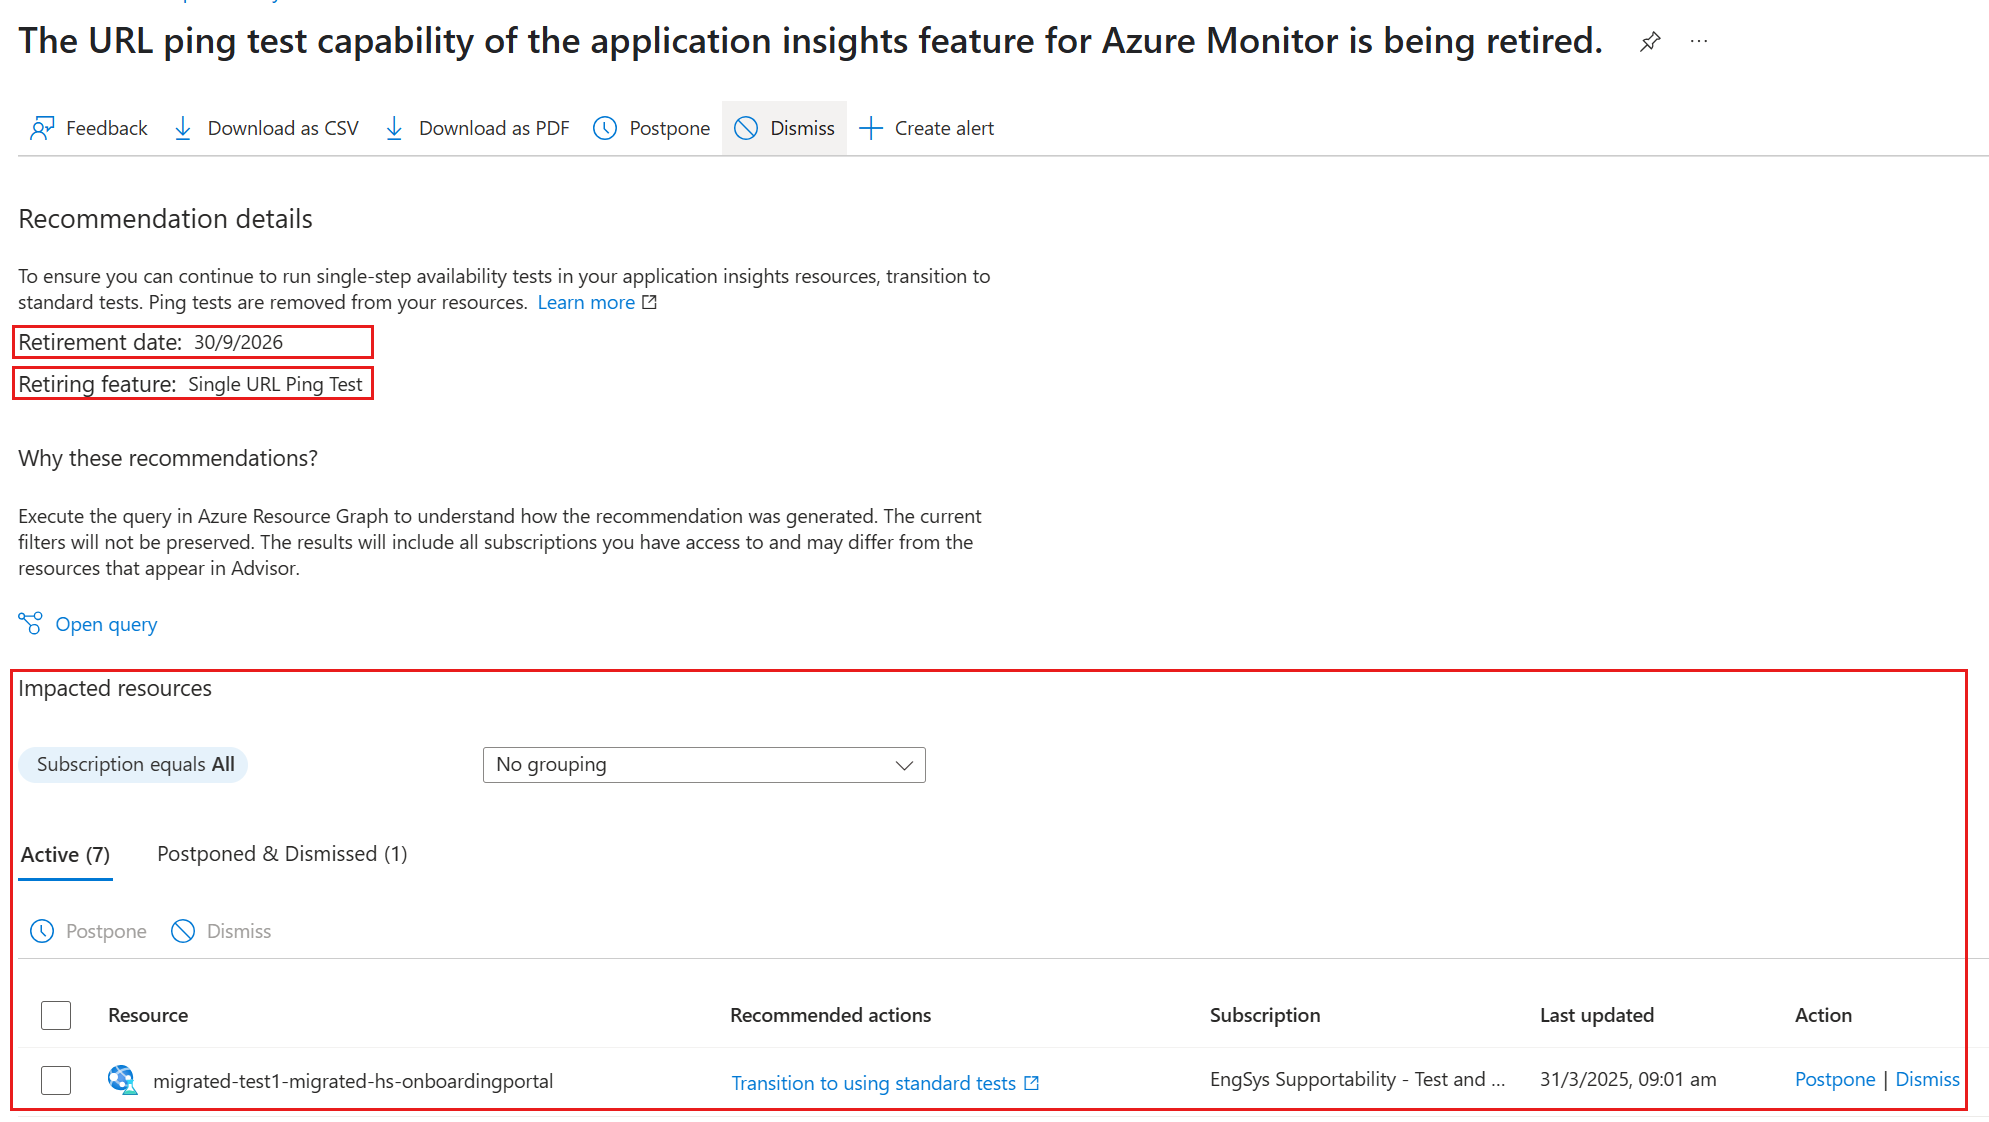 The URL ping test capability of the application insights feature for Azure Monitor is being retired.
Feedback Download as CSV Download as PDF Postpone Dismiss Create alert
Recommendation details
To ensure you can continue to run single-step availability tests in your application insights resources, transition to
standard tests. Ping tests are removed from your resources. Learn more
Retirement date: 30/9/2026
Retiring feature: Single URL Ping Test
Why these recommendations?
Execute the query in Azure Resource Graph to understand how the recommendation was generated. The current
filters will not be preserved. The results will include all subscriptions you have access to and may differ from the
resources that appear in Advisor.
Open query
Impacted resources
Subscription equals All No grouping
Active (7) Postponed & Dismissed (1)
Postpone Dismiss
Resource Recommended actions Subscription Last updated Action
migrated-test1-migrated-hs-onboardingportal Transition to using standard tests EngSys Supportability - Test and ... 31/3/2025, 09:01 am Postpone | Dismiss